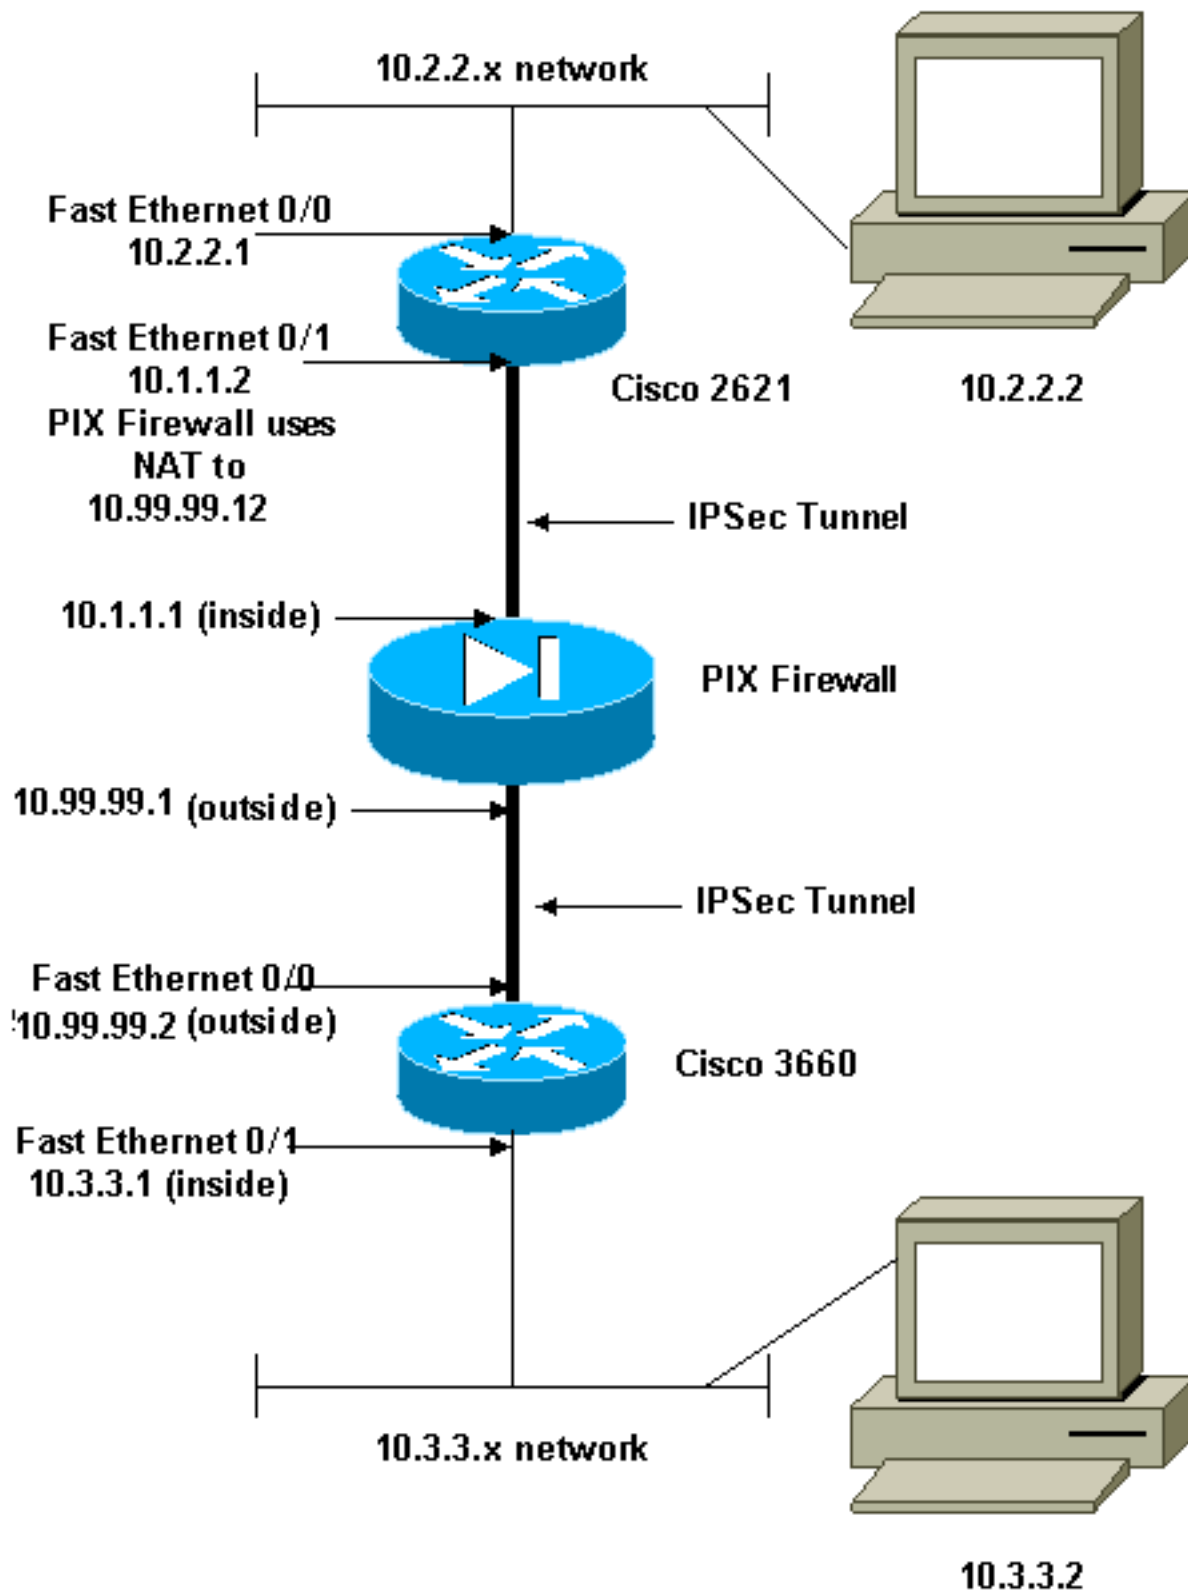 10.2.2.x network
Fast Ethernet 0/0
10.2.2.1
Fast Ethernet 0/1
10.1.1.2
PIX Firewall uses
NAT to
10.99.99.12
Cisco 2621
10.2.2.2
IPSec Tunnel
10.1.1.1 (inside)
PIX Firewall
10.99.99.1 (outside)
IPSec Tunnel
Fast Ethernet 0/0
10.99.99.2 (outside)
Cisco 3660
Fast Ethernet 0/1
10.3.3.1 (inside)
10.3.3.x network
10.3.3.2